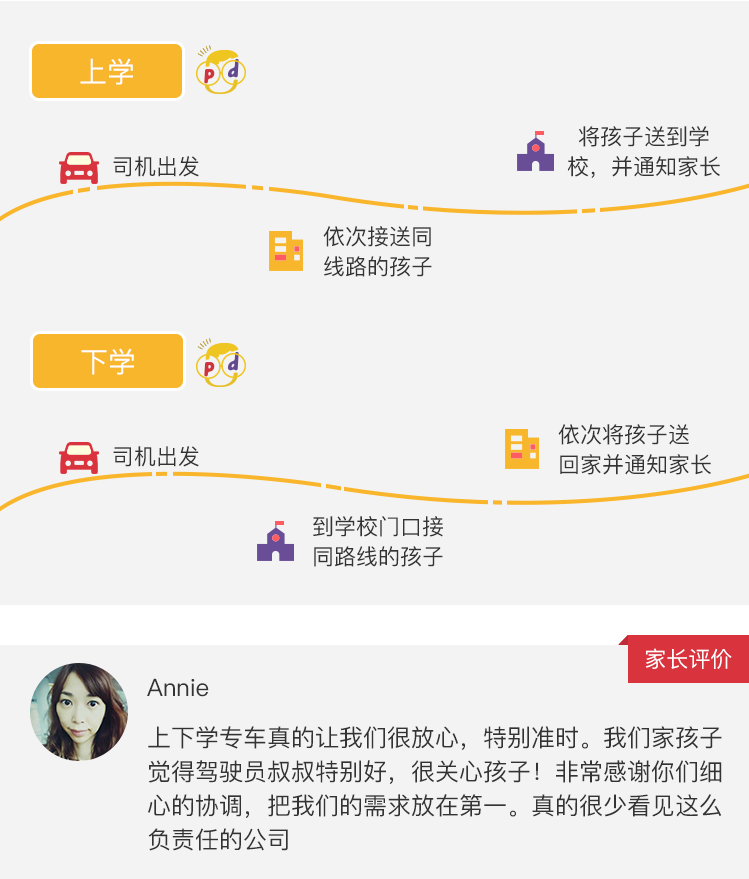 上学
pd
司机出发
将孩子送到学
校，并通知家长
依次接送同
线路的孩子
下学
pd
司机出发
依次将孩子送
回家并通知家长
到学校门口接
同路线的孩子
家长评价
Annie
上下学专车真的让我们很放心，特别准时。我们家孩子
觉得驾驶员叔叔特别好，很关心孩子！非常感谢你们细
心的协调，把我们的需求放在第一。真的很少看见这么
负责任的公司